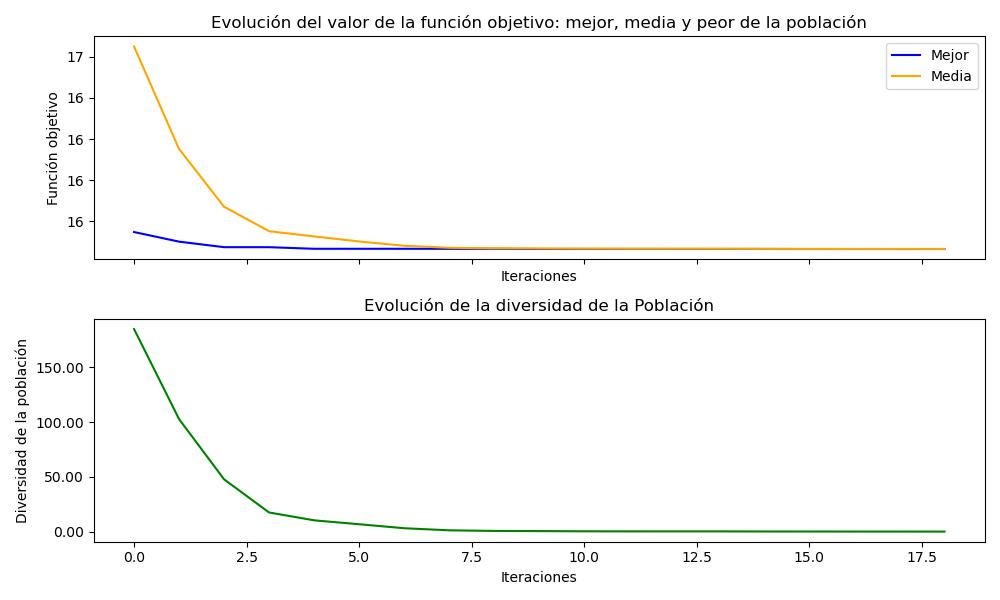 Evolución del valor de la función objetivo: mejor, media y peor de la población
Función objetivo
17
16
16
16
16
Mejor
Media
Iteraciones
Evolución de la diversidad de la Población
Diversidad de la población
150.00
100.00
50.00
0.00
0.0 2.5 5.0 7.5 10.0 12.5 15.0 17.5
Iteraciones